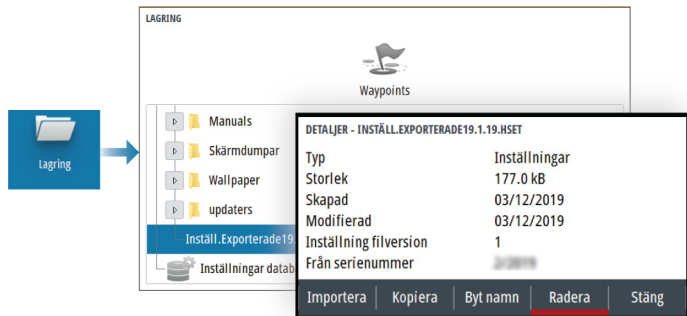 LAGRING
Waypoints
Lagring
Manuals
Skärmdumpar
Wallpaper
updaters
Inställ.Exporterade19.
Inställningar datab
DETALJER - INSTÄLL.EXPORTERADE19.1.19.HSET
Typ Inställningar
Storlek 177.0 kB
Skapad 03/12/2019
Modifierad 03/12/2019
Inställning filversion 1
Från serienummer
Importera Kopiera Byt namn Radera Stäng